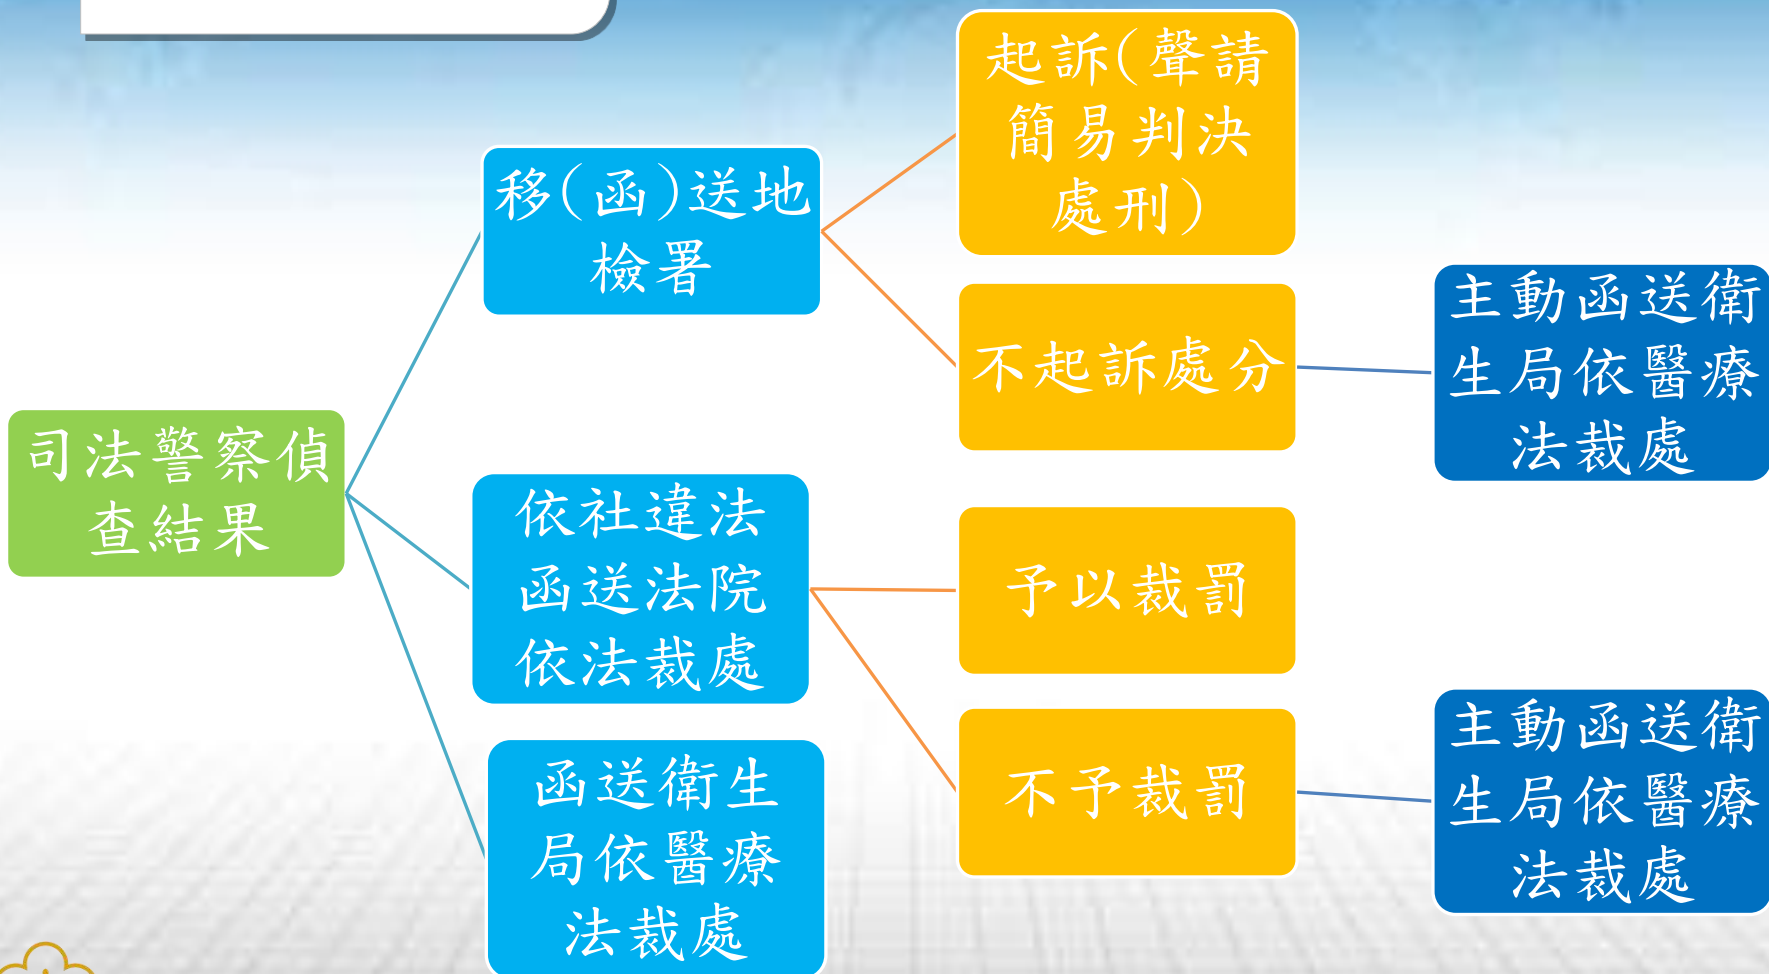 司法警察偵
查結果
移(函)送地
檢署
起訴(聲請
簡易判決
處刑)
不起訴處分
主動函送衛
生局依醫療
法裁處
依社違法
函送法院
依法裁處
予以裁罰
不予裁罰
主動函送衛
生局依醫療
法裁處
函送衛生
局依醫療
法裁處